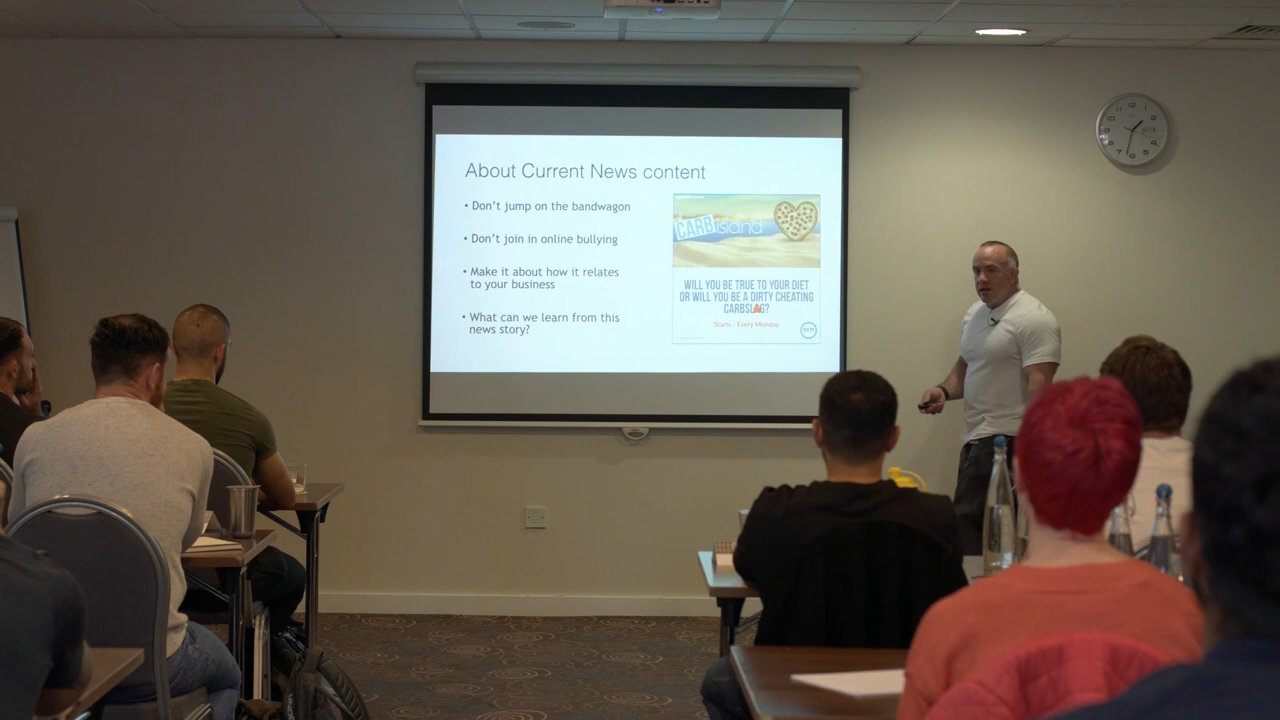 About Current News content
• Don't jump on the bandwagon
• Don't join in online bullying
• Make it about how it relates
to your business
• What can we learn from this
news story?
CARB island
WILL YOU BE TRUE TO YOUR DIET
OR WILL YOU BE A DIRTY CHEATING
CARBSLAG?
Starts - Every Monday